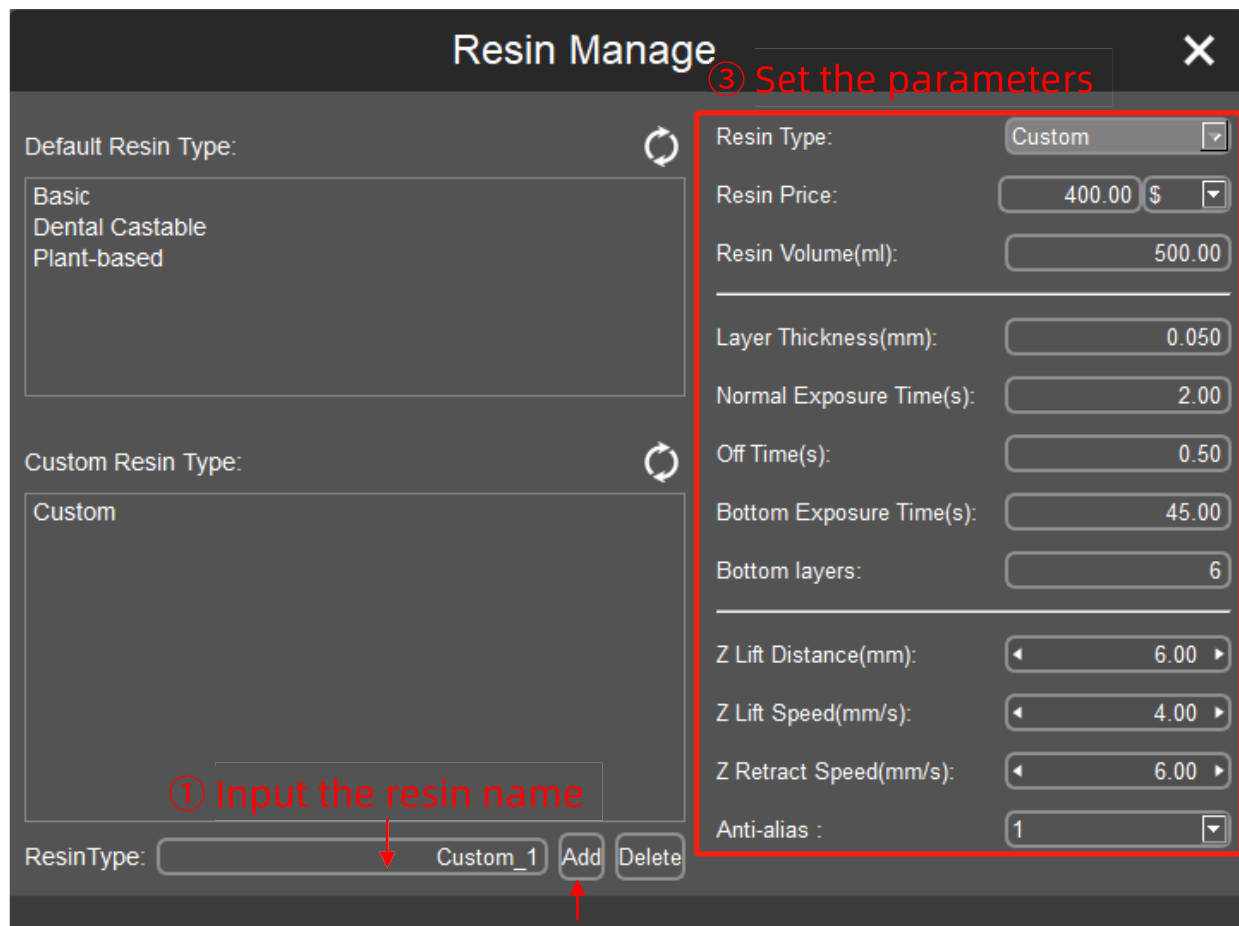 Resin Manage
③ Set the parameters
Default Resin Type:
Basic
Dental Castable
Plant-based
Custom Resin Type:
Custom
① Input the resin name
ResinType: Custom_1 Add Delete
Resin Type: Custom
Resin Price: 400.00 $
Resin Volume(ml): 500.00
Layer Thickness(mm): 0.050
Normal Exposure Time(s): 2.00
Off Time(s): 0.50
Bottom Exposure Time(s): 45.00
Bottom layers: 6
Z Lift Distance(mm): 6.00
Z Lift Speed(mm/s): 4.00
Z Retract Speed(mm/s): 6.00
Anti-alias : 1